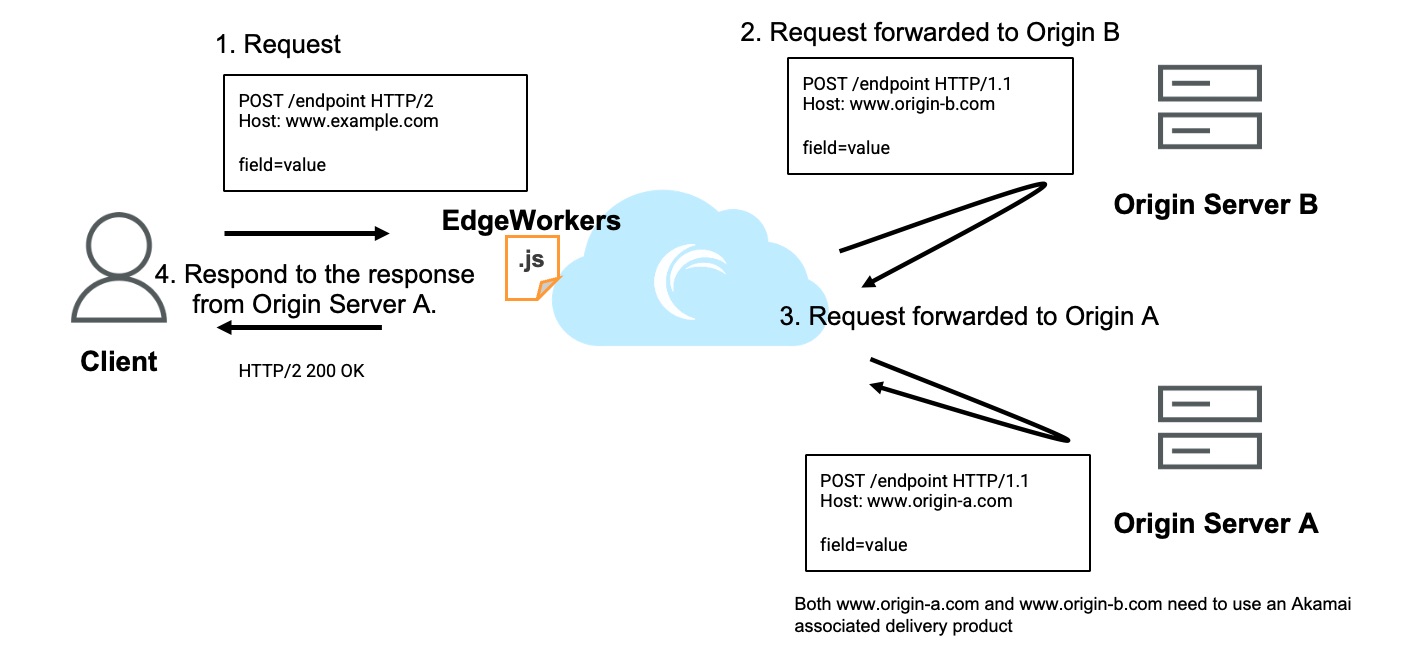 1. Request
POST /endpoint HTTP/2
Host: www.example.com
field=value
2. Request forwarded to Origin B
POST /endpoint HTTP/1.1
Host: www.origin-b.com
field=value
Origin Server B
EdgeWorkers
.js
4. Respond to the response
from Origin Server A.
Client
HTTP/2 200 OK
3. Request forwarded to Origin A
POST /endpoint HTTP/1.1
Host: www.origin-a.com
field=value
Origin Server A
Both www.origin-a.com and www.origin-b.com need to use an Akamai
associated delivery product